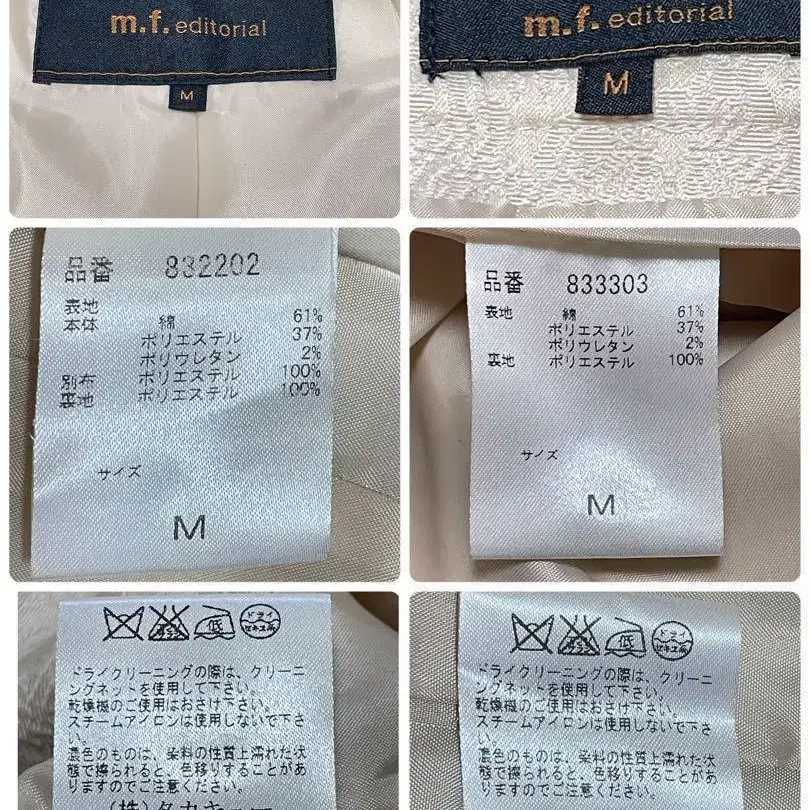 m.f.editorial
M
m.f.editorial
M
品番 832202
表地
本体 綿 61%
ポリエステル 37%
ポリウレタン 2%
別布 ポリエステル 100%
裏地 ポリエステル 100%
サイズ
M
品番 833303
表地 綿 61%
ポリエステル 37%
ポリウレタン 2%
裏地 ポリエステル 100%
サイズ
M
低 ドライ
ドライクリーニングの際は、クリーニ
ングネットを使用して下さい。
乾燥機のご使用はおさけ下さい。
スチームアイロンは使用しないで下さ
い。
濃色のものは、染料の性質上濡れた状
態で擦られると、色移りすることがあ
りますのでご注意ください。
(株)タカキュー
低 ドライ
ドライクリーニングの際は、クリーニ
ングネットを使用して下さい。
乾燥機のご使用はおさけ下さい。
スチームアイロンは使用しないで下さ
い。
濃色のものは、染料の性質上濡れた状
態で擦られると、色移りすることがあ
りますのでご注意ください。